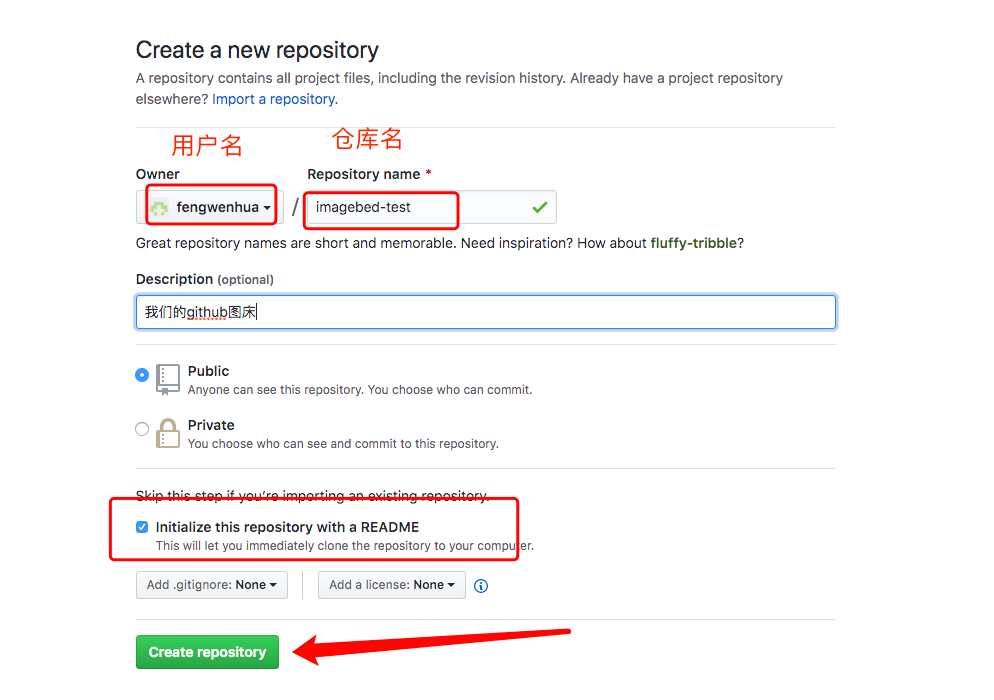 Create a new repository
A repository contains all project files, including the revision history. Already have a project repository
elsewhere? Import a repository.
用户名
仓库名
Owner
Repository name *
fengwenhua
/
imagebed-test
Great repository names are short and memorable. Need inspiration? How about fluffy-tribble?
Description (optional)
我们的github图床
Public
Anyone can see this repository. You choose who can commit.
Private
You choose who can see and commit to this repository.
Skip this step if you're importing an existing repository.
Initialize this repository with a README
This will let you immediately clone the repository to your computer.
Add .gitignore: None
Add a license: None
Create repository